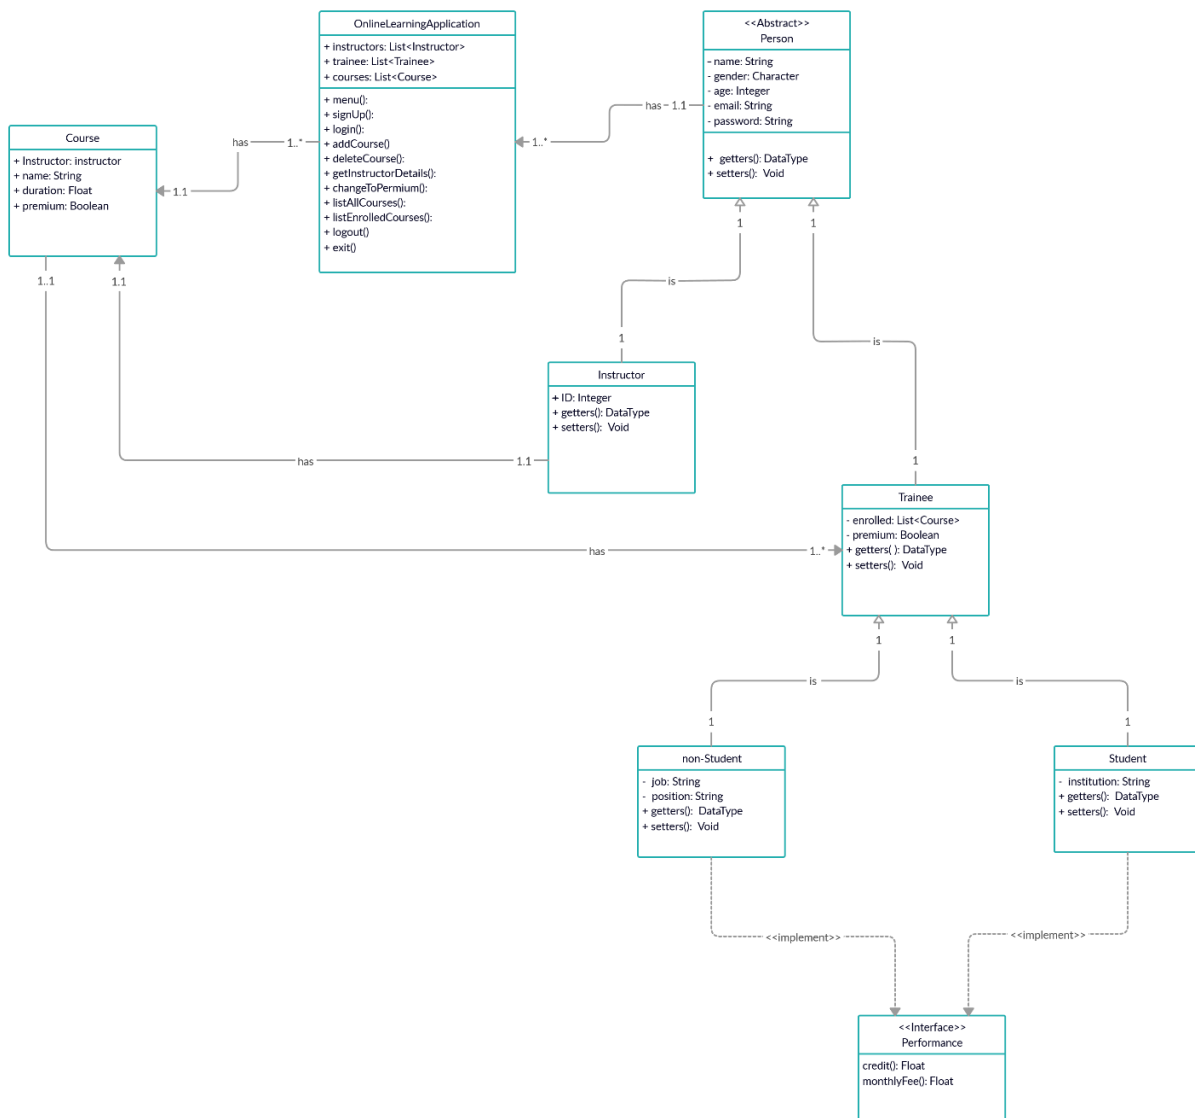 OnlineLearningApplication
+ instructors: List<Instructor>
+ trainee: List<Trainee>
+ courses: List<Course>
+ menu():
+ signUp():
+ login():
+ addCourse()
+ deleteCourse():
+ getInstructorDetails():
+ changeToPermium():
+ listAllCourses():
+ listEnrolledCourses():
+ logout()
+ exit()
<<Abstract>>
Person
- name: String
- gender: Character
- age: Integer
- email: String
- password: String
+ getters(): DataType
+ setters(): Void
has
1.1
1..*
Course
+ Instructor: instructor
+ name: String
+ duration: Float
+ premium: Boolean
has
1..*
1.1
1..1
1.1
1
1
is
is
1
1
Instructor
+ ID: Integer
+ getters(): DataType
+ setters(): Void
has
1.1
Trainee
- enrolled: List<Course>
- premium: Boolean
+ getters( ): DataType
+ setters(): Void
has
1..*
1
1
is
is
1
1
non-Student
- job: String
- position: String
+ getters(): DataType
+ setters(): Void
Student
- institution: String
+ getters(): DataType
+ setters(): Void
<<implement>>
<<implement>>
<<Interface>>
Performance
credit(): Float
monthlyFee(): Float